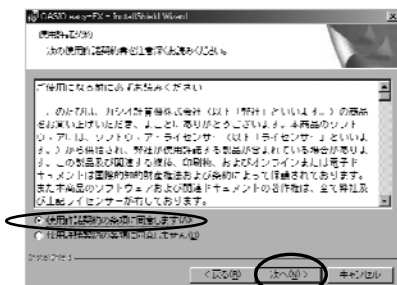 CASIO easy-FX - InstallShield Wizard
使用許諾契約
次の使用許諾契約書を注意深くお読みください。
ご使用になる前に必ずお読みください
このたびは、カシオ計算機株式会社(以下「弊社」といいます。)の商品
をお買い上げいただき、まことにありがとうございます。本商品のソフト
ウェアには、ソフトウェア・ライセンサー(以下「ライセンサー」といいま
す。)から供給され、弊社が使用許諾する製品が含まれている場合がありま
す。この製品及び関連する媒体、印刷物、およびオンラインまたは電子ド
キュメントは国際的知的財産権法および条約によって保護されております。
また本商品のソフトウェアおよび関連ドキュメントの著作権は、全て弊社及
び上記ライセンサーが有しております。
使用許諾契約の条項に同意します(A)
使用許諾契約の条項に同意しません(D)
InstallShield
< 戻る(B)
次へ(N) >
キャンセル